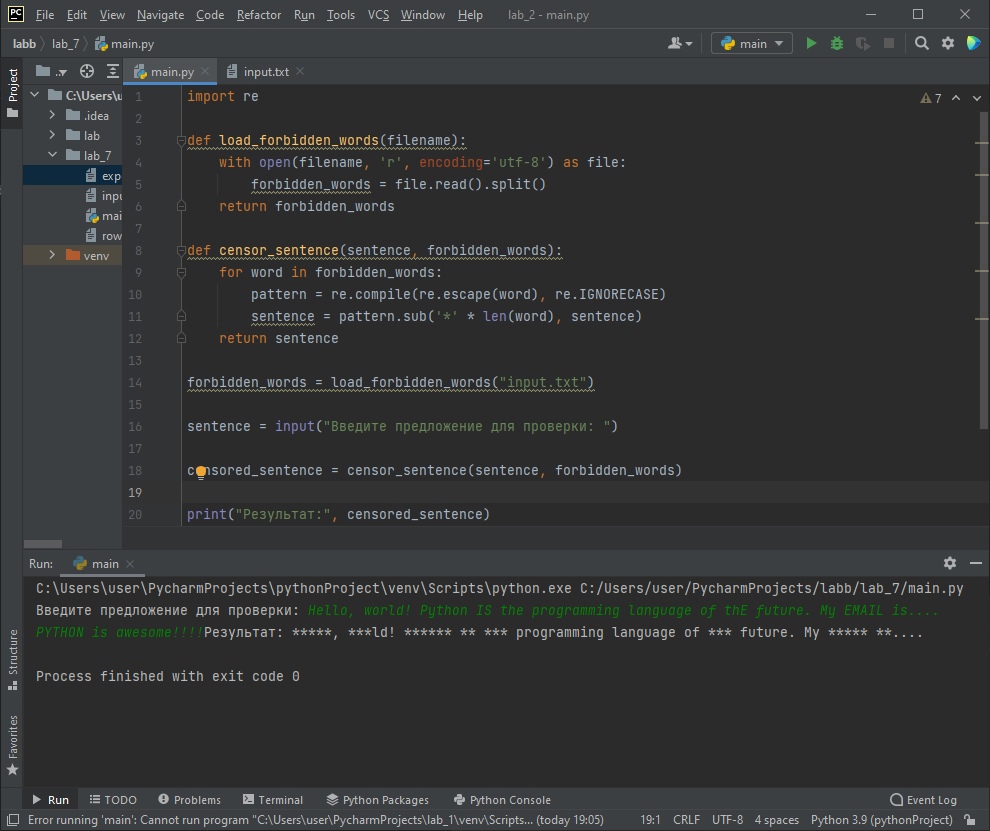 PC File Edit View Navigate Code Refactor Run Tools VCS Window Help lab_2 - main.py
labb lab_7 main.py main
Project main.py input.txt
C:\Users\u
.idea
lab
lab_7
exp
inpu
mai
row
venv
7
1 import re
2
3 def load_forbidden_words(filename):
4 with open(filename, 'r', encoding='utf-8') as file:
5 forbidden_words = file.read().split()
6 return forbidden_words
7
8 def censor_sentence(sentence, forbidden_words):
9 for word in forbidden_words:
10 pattern = re.compile(re.escape(word), re.IGNORECASE)
11 sentence = pattern.sub('*' * len(word), sentence)
12 return sentence
13
14 forbidden_words = load_forbidden_words("input.txt")
15
16 sentence = input("Введите предложение для проверки: ")
17
18 censored_sentence = censor_sentence(sentence, forbidden_words)
19
20 print("Результат:", censored_sentence)
Run: main
C:\Users\user\PycharmProjects\pythonProject\venv\Scripts\python.exe C:/Users/user/PycharmProjects/labb/lab_7/main.py
Введите предложение для проверки: Hello, world! Python IS the programming language of thE future. My EMAIL is....
PYTHON is awesome!!!!Результат: *****, ***ld! ****** ** *** programming language of *** future. My ***** **....
Process finished with exit code 0
Structure
Favorites
Run TODO Problems Terminal Python Packages Python Console Event Log
Error running 'main': Cannot run program "C:\Users\user\PycharmProjects\lab_1\venv\Scripts... (today 19:05) 19:1 CRLF UTF-8 4 spaces Python 3.9 (pythonProject)